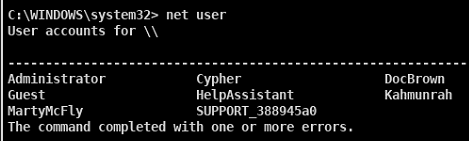 C:\WINDOWS\system32> net user
User accounts for \\
-------------------------------------------------------------------------------
Administrator Cypher DocBrown
Guest HelpAssistant Kahmunrah
MartyMcFly SUPPORT_388945a0
The command completed with one or more errors.